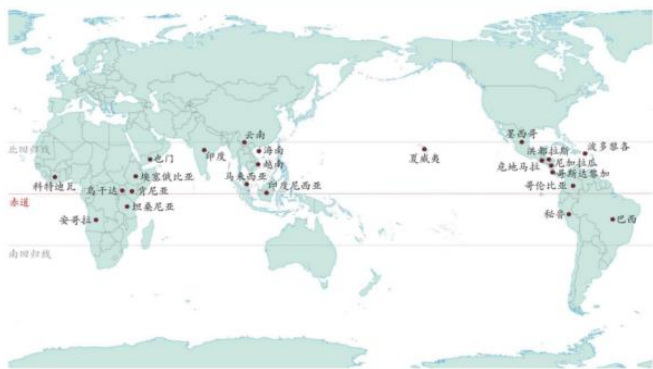 云南
墨西哥
北回归线
海南
波多黎各
也门
印度
越南
夏威夷
洪都拉斯
尼加拉瓜
危地马拉
哥斯达黎加
埃塞俄比亚
马来西亚
科特迪瓦
乌干达
肯尼亚
印度尼西亚
哥伦比亚
赤道
坦桑尼亚
安哥拉
秘鲁
巴西
南回归线